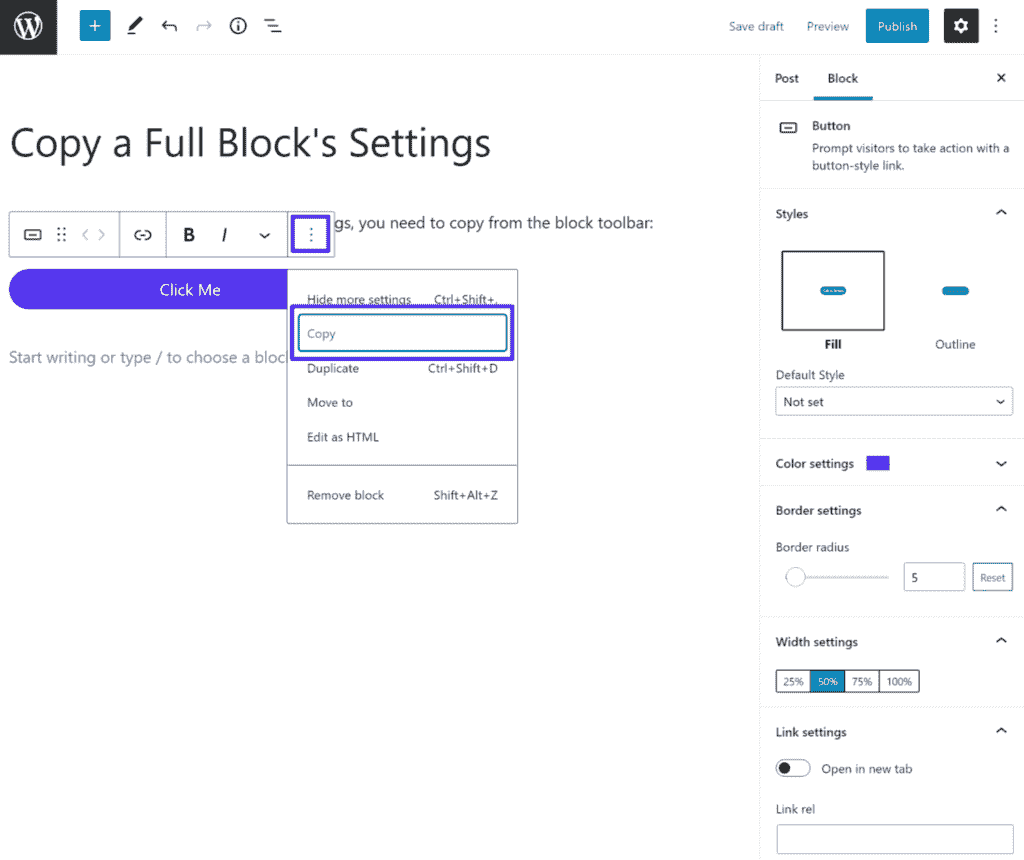 Save draft
Preview
Publish
Copy a Full Block's Settings
gs, you need to copy from the block toolbar:
B I
Click Me
Start writing or type / to choose a bloc
Hide more settings Ctrl+Shift+,
Copy
Duplicate Ctrl+Shift+D
Move to
Edit as HTML
Remove block Shift+Alt+Z
Post Block
Button
Prompt visitors to take action with a
button-style link.
Styles
Fill Outline
Default Style
Not set
Color settings
Border settings
Border radius
5 Reset
Width settings
25% 50% 75% 100%
Link settings
Open in new tab
Link rel